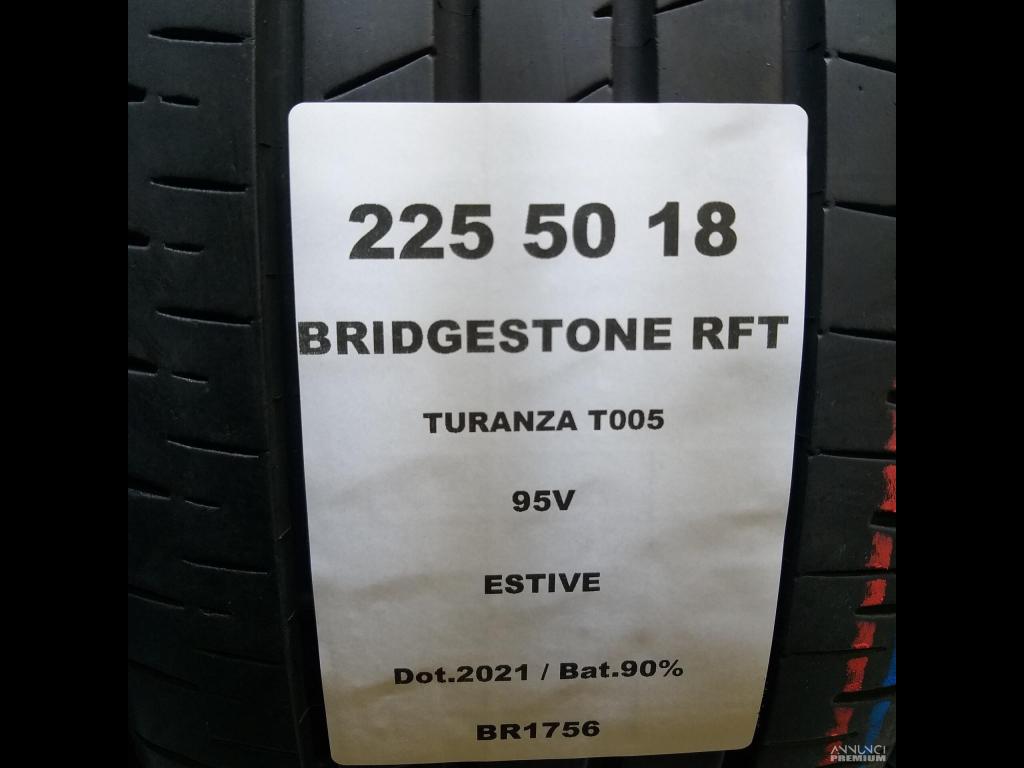 225 50 18
BRIDGESTONE RFT
TURANZA T005
95V
ESTIVE
Dot.2021 / Bat.90%
BR1756
ANNUNCI
PREMIUM